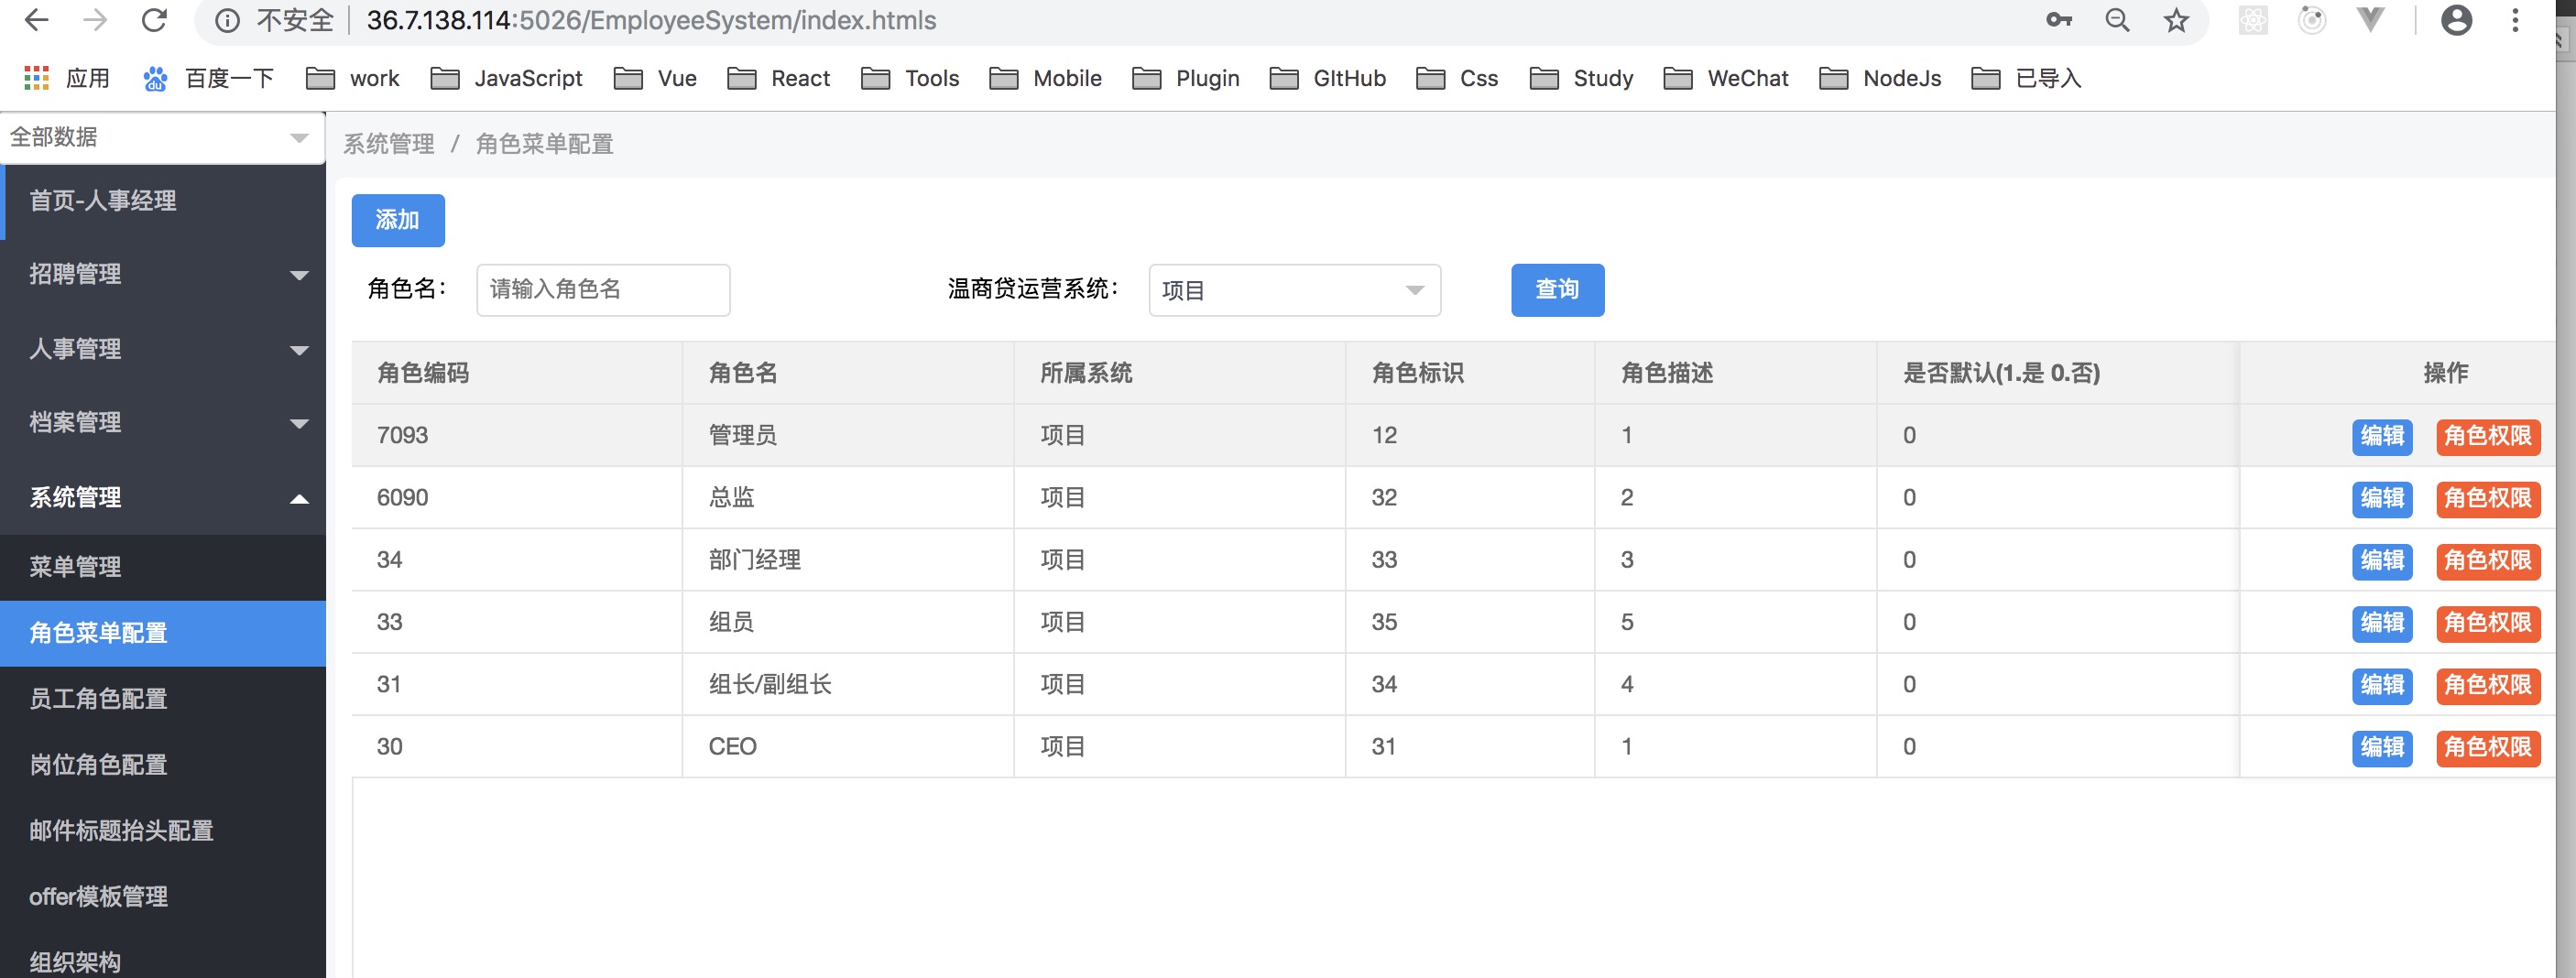 不安全 36.7.138.114:5026/EmployeeSystem/index.htmls
应用 百度一下 work JavaScript Vue React Tools Mobile Plugin GItHub Css Study WeChat NodeJs 已导入
全部数据
首页-人事经理
招聘管理
人事管理
档案管理
系统管理
菜单管理
角色菜单配置
员工角色配置
岗位角色配置
邮件标题抬头配置
offer模板管理
组织架构
系统管理 / 角色菜单配置
添加
角色名： 请输入角色名 温商贷运营系统： 项目 查询
角色编码 角色名 所属系统 角色标识 角色描述 是否默认(1.是 0.否) 操作
7093 管理员 项目 12 1 0 编辑 角色权限
6090 总监 项目 32 2 0 编辑 角色权限
34 部门经理 项目 33 3 0 编辑 角色权限
33 组员 项目 35 5 0 编辑 角色权限
31 组长/副组长 项目 34 4 0 编辑 角色权限
30 CEO 项目 31 1 0 编辑 角色权限